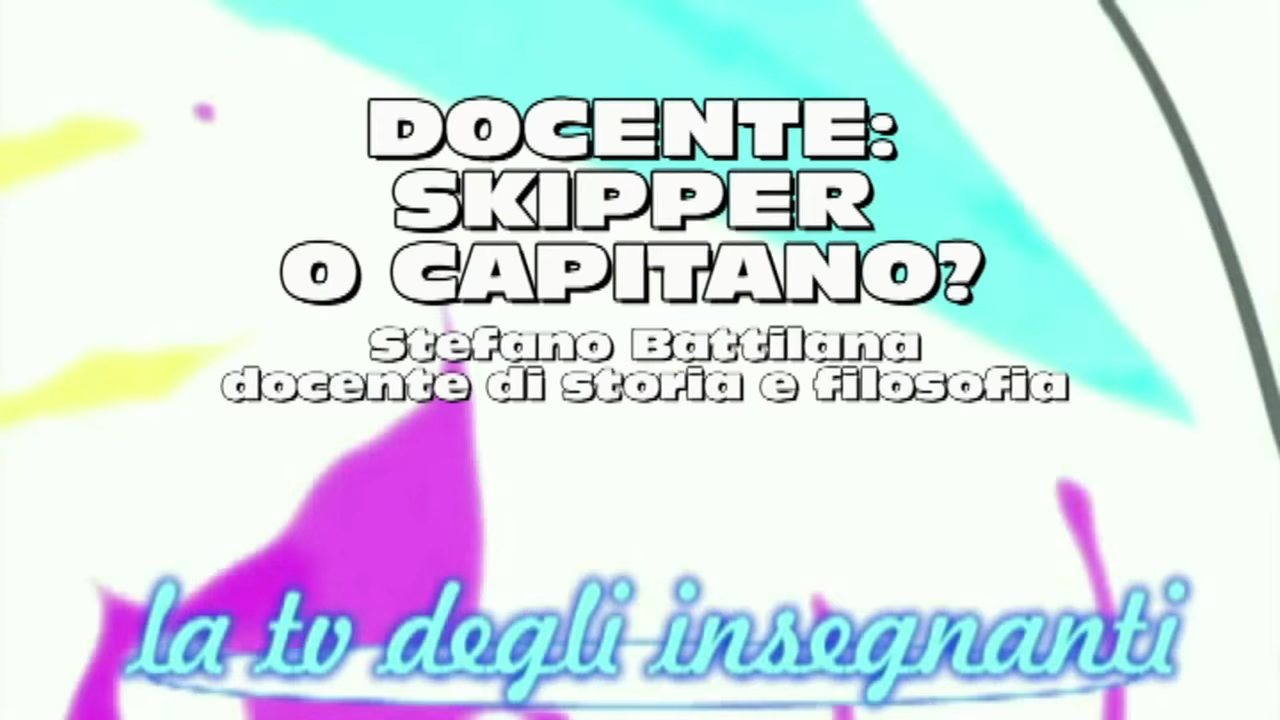 DOCENTE:
SKIPPER
O CAPITANO?
Stefano Battilana
docente di storia e filosofia
la tv degli insegnanti